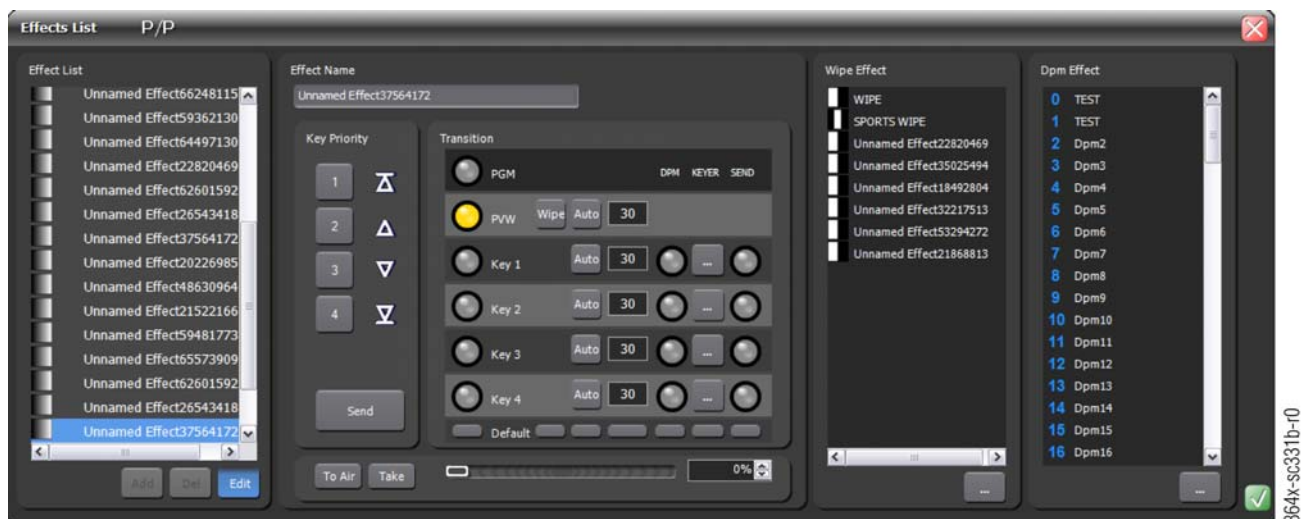 Effects List P/P
Effect List
Unnamed Effect66248115
Unnamed Effect59362130
Unnamed Effect64497130
Unnamed Effect22820469
Unnamed Effect62601592
Unnamed Effect26543418
Unnamed Effect37564172
Unnamed Effect20226985
Unnamed Effect48630964
Unnamed Effect21522166
Unnamed Effect59481773
Unnamed Effect65573909
Unnamed Effect62601592
Unnamed Effect26543418
Unnamed Effect37564172
Add Del Edit
Effect Name
Unnamed Effect37564172
Key Priority
1
2
3
4
Send
Transition
PGM DPM KEYER SEND
PVW Wipe Auto 30
Key 1 Auto 30 ...
Key 2 Auto 30 ...
Key 3 Auto 30 ...
Key 4 Auto 30 ...
Default
To Air Take 0%
Wipe Effect
WIPE
SPORTS WIPE
Unnamed Effect22820469
Unnamed Effect35025494
Unnamed Effect18492804
Unnamed Effect32217513
Unnamed Effect53294272
Unnamed Effect21868813
...
Dpm Effect
0 TEST
1 TEST
2 Dpm2
3 Dpm3
4 Dpm4
5 Dpm5
6 Dpm6
7 Dpm7
8 Dpm8
9 Dpm9
10 Dpm10
11 Dpm11
12 Dpm12
13 Dpm13
14 Dpm14
15 Dpm15
16 Dpm16
...
864x-sc331b-r0